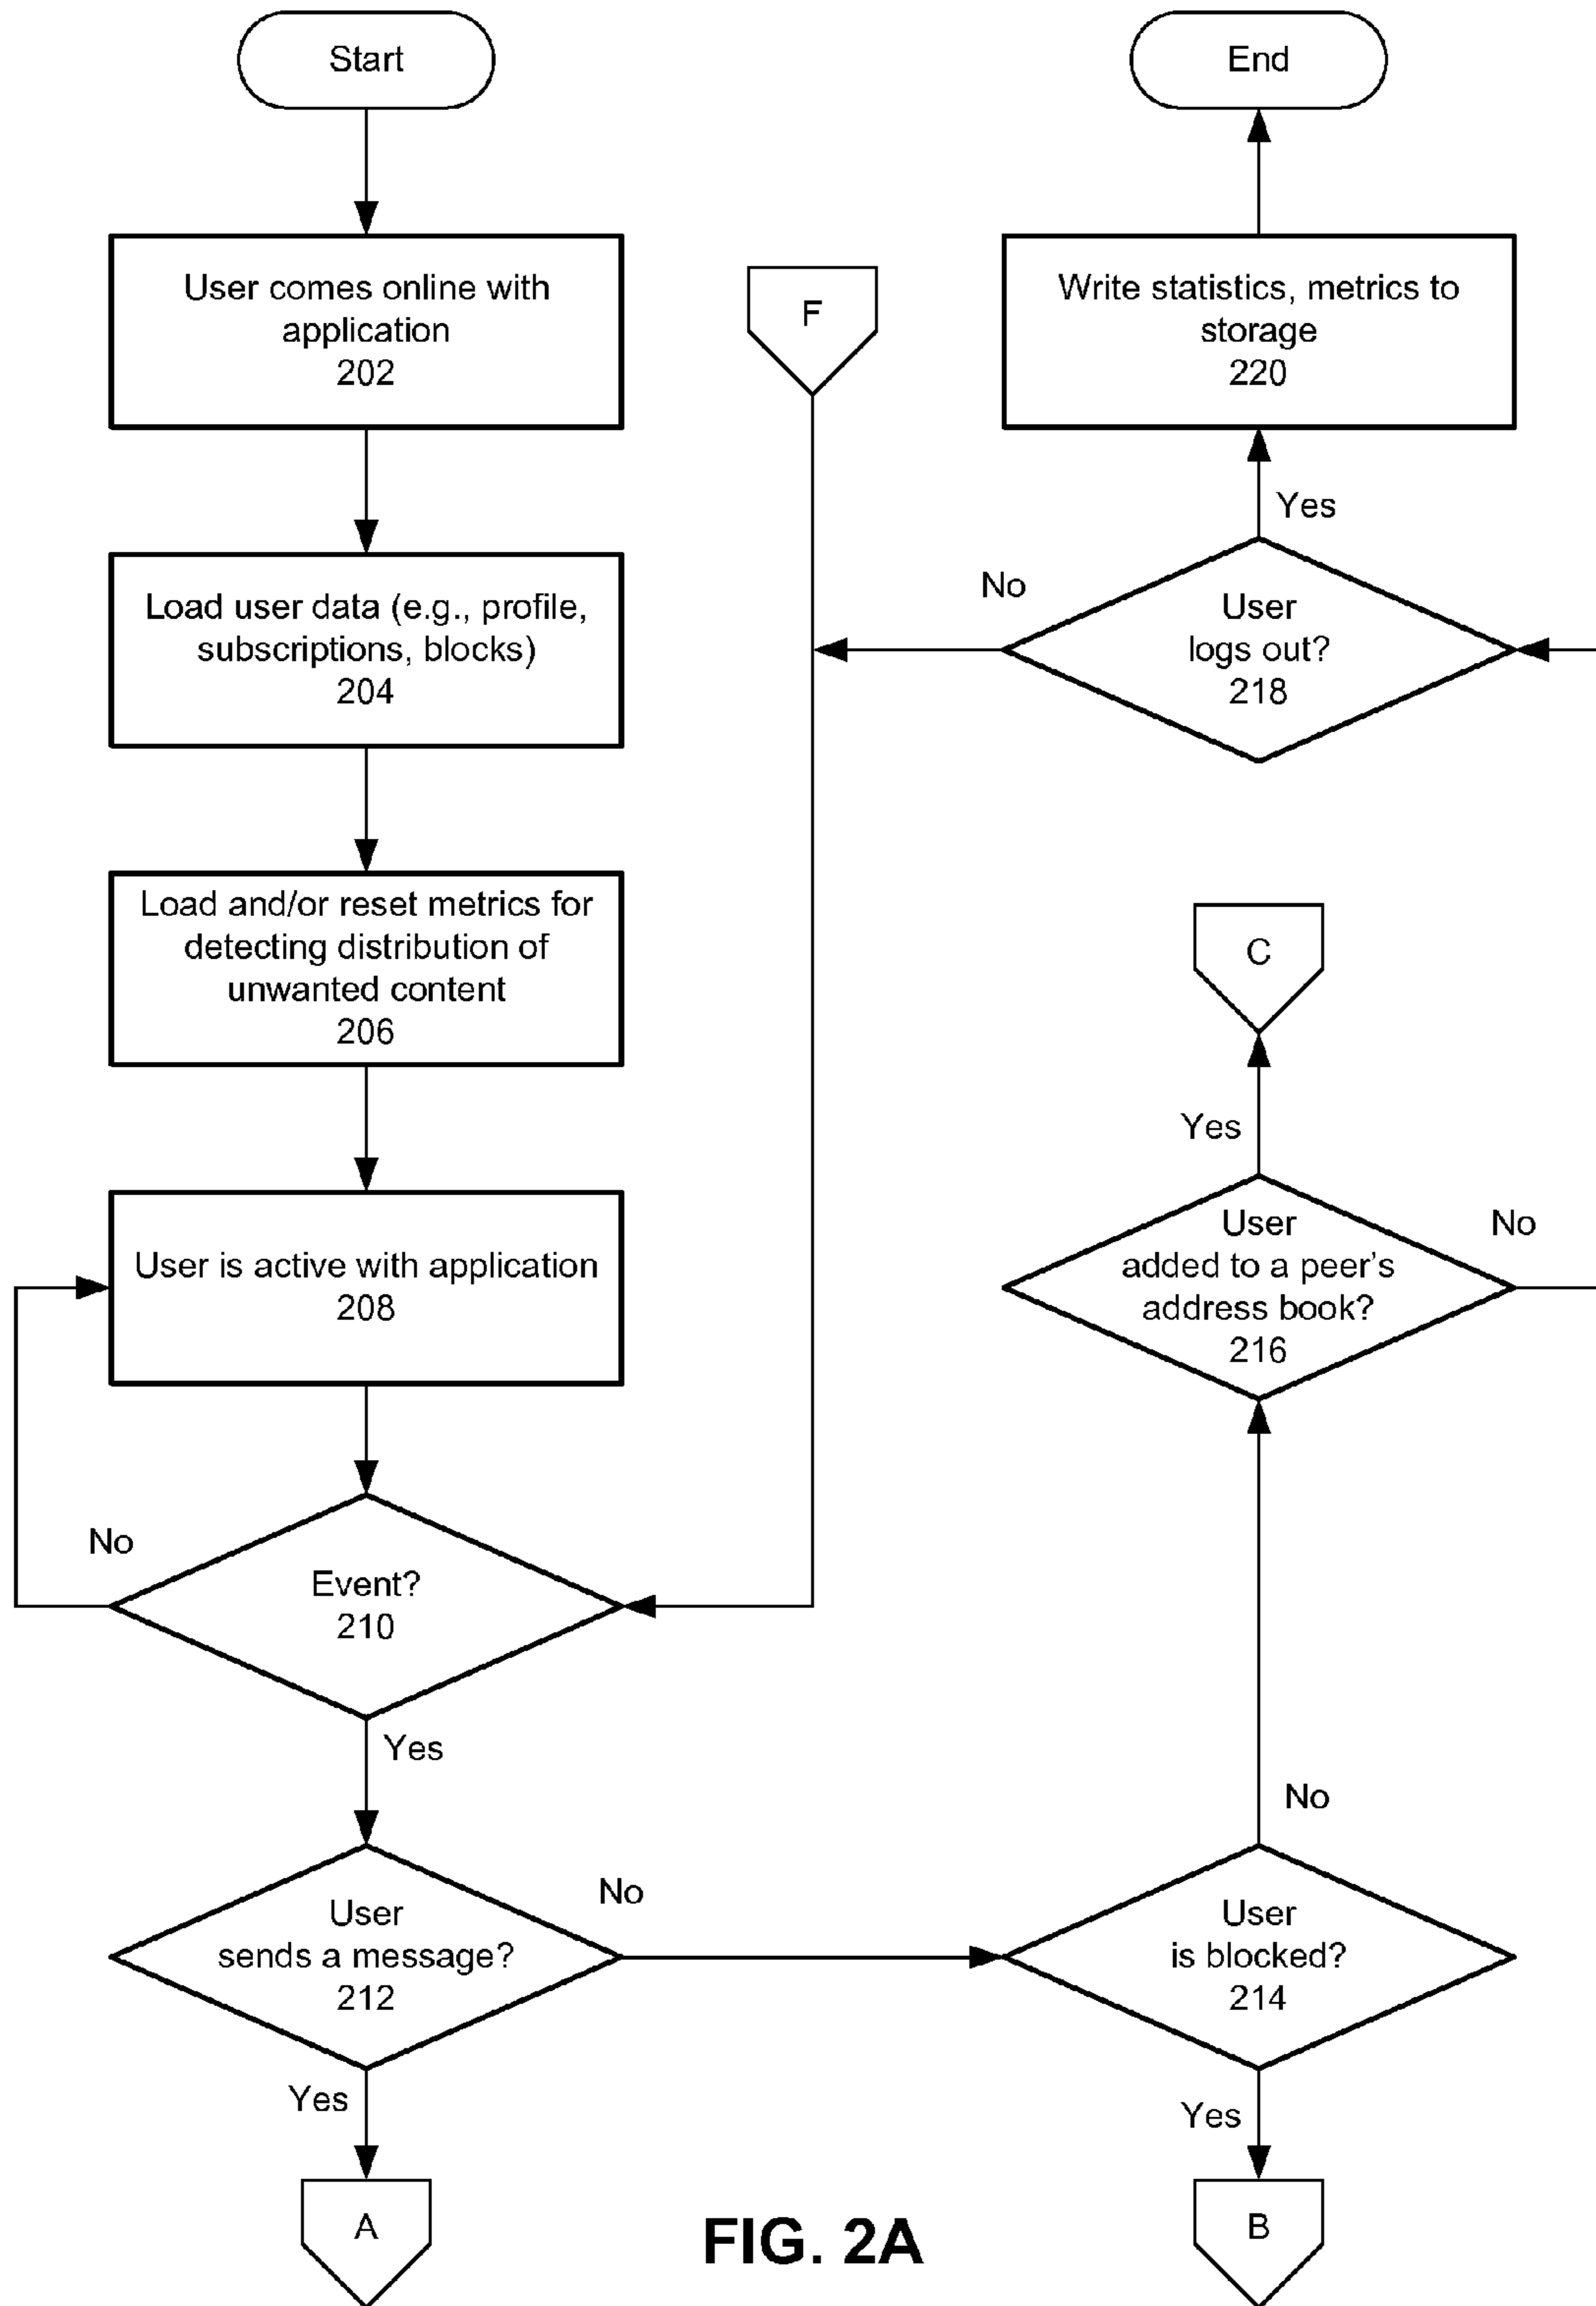 Start
User comes online with
application
202
Load user data (e.g., profile,
subscriptions, blocks)
204
Load and/or reset metrics for
detecting distribution of
unwanted content
206
User is active with application
208
No
Event?
210
Yes
User
sends a message?
212
No
Yes
A
F
End
Write statistics, metrics to
storage
220
Yes
No
User
logs out?
218
C
Yes
User
added to a peer's
address book?
216
No
No
User
is blocked?
214
Yes
B
FIG. 2A